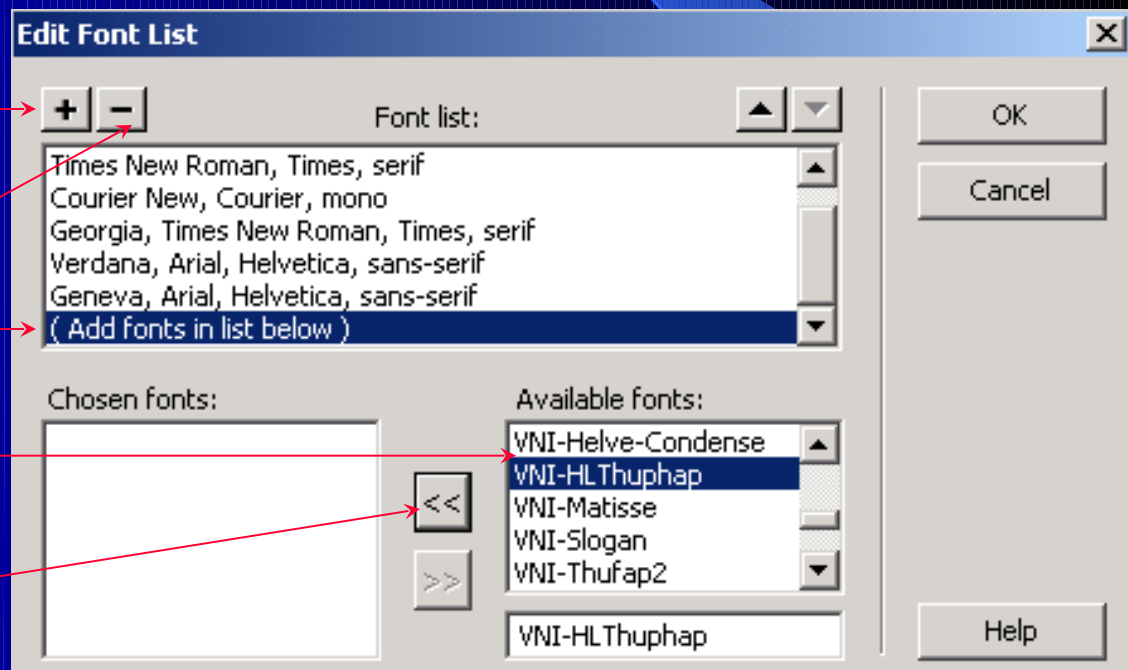 Edit Font List
+ − Font list:
OK
Times New Roman, Times, serif
Courier New, Courier, mono
Cancel
Georgia, Times New Roman, Times, serif
Verdana, Arial, Helvetica, sans-serif
Geneva, Arial, Helvetica, sans-serif
( Add fonts in list below )
Chosen fonts:
Available fonts:
VNI-Helve-Condense
VNI-HLThuphap
VNI-Matisse
VNI-Slogan
VNI-Thufap2
<<
>>
VNI-HLThuphap
Help